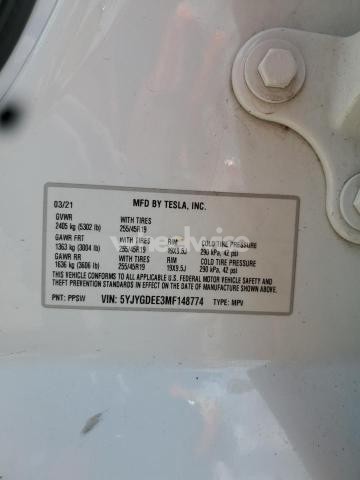 03/21 MFD BY TESLA, INC.
GVWR WITH TIRES
2405 kg (5302 lb) 255/45R19
GAWR FRT WITH TIRES RIM COLD TIRE PRESSURE
1363 kg (3004 lb) 255/45R19 19X9.5J 290 kPa, 42 psi
GAWR RR WITH TIRES RIM COLD TIRE PRESSURE
1636 kg (3606 lb) 255/45R19 19X9.5J 290 kPa, 42 psi
THIS VEHICLE CONFORMS TO ALL APPLICABLE U.S. FEDERAL MOTOR VEHICLE SAFETY AND
THEFT PREVENTION STANDARDS IN EFFECT ON THE DATE OF MANUFACTURE SHOWN ABOVE.
PNT: PPSW VIN: 5YJYGDEE3MF148774 TYPE: MPV